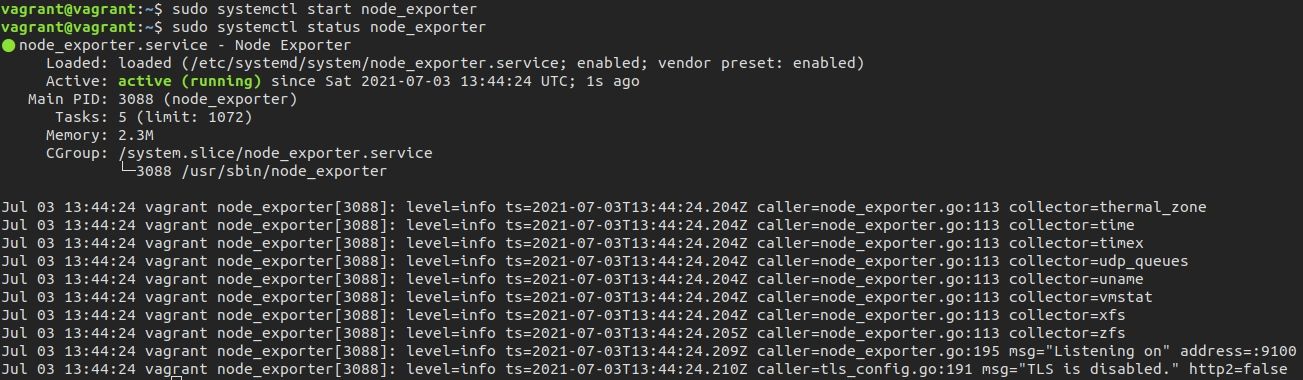 vagrant@vagrant:~$ sudo systemctl start node_exporter
vagrant@vagrant:~$ sudo systemctl status node_exporter
● node_exporter.service - Node Exporter
     Loaded: loaded (/etc/systemd/system/node_exporter.service; enabled; vendor preset: enabled)
     Active: active (running) since Sat 2021-07-03 13:44:24 UTC; 1s ago
   Main PID: 3088 (node_exporter)
      Tasks: 5 (limit: 1072)
     Memory: 2.3M
     CGroup: /system.slice/node_exporter.service
             └─3088 /usr/sbin/node_exporter
Jul 03 13:44:24 vagrant node_exporter[3088]: level=info ts=2021-07-03T13:44:24.204Z caller=node_exporter.go:113 collector=thermal_zone
Jul 03 13:44:24 vagrant node_exporter[3088]: level=info ts=2021-07-03T13:44:24.204Z caller=node_exporter.go:113 collector=time
Jul 03 13:44:24 vagrant node_exporter[3088]: level=info ts=2021-07-03T13:44:24.204Z caller=node_exporter.go:113 collector=timex
Jul 03 13:44:24 vagrant node_exporter[3088]: level=info ts=2021-07-03T13:44:24.204Z caller=node_exporter.go:113 collector=udp_queues
Jul 03 13:44:24 vagrant node_exporter[3088]: level=info ts=2021-07-03T13:44:24.204Z caller=node_exporter.go:113 collector=uname
Jul 03 13:44:24 vagrant node_exporter[3088]: level=info ts=2021-07-03T13:44:24.204Z caller=node_exporter.go:113 collector=vmstat
Jul 03 13:44:24 vagrant node_exporter[3088]: level=info ts=2021-07-03T13:44:24.204Z caller=node_exporter.go:113 collector=xfs
Jul 03 13:44:24 vagrant node_exporter[3088]: level=info ts=2021-07-03T13:44:24.205Z caller=node_exporter.go:113 collector=zfs
Jul 03 13:44:24 vagrant node_exporter[3088]: level=info ts=2021-07-03T13:44:24.209Z caller=node_exporter.go:195 msg="Listening on" address=:9100
Jul 03 13:44:24 vagrant node_exporter[3088]: level=info ts=2021-07-03T13:44:24.210Z caller=tls_config.go:191 msg="TLS is disabled." http2=false